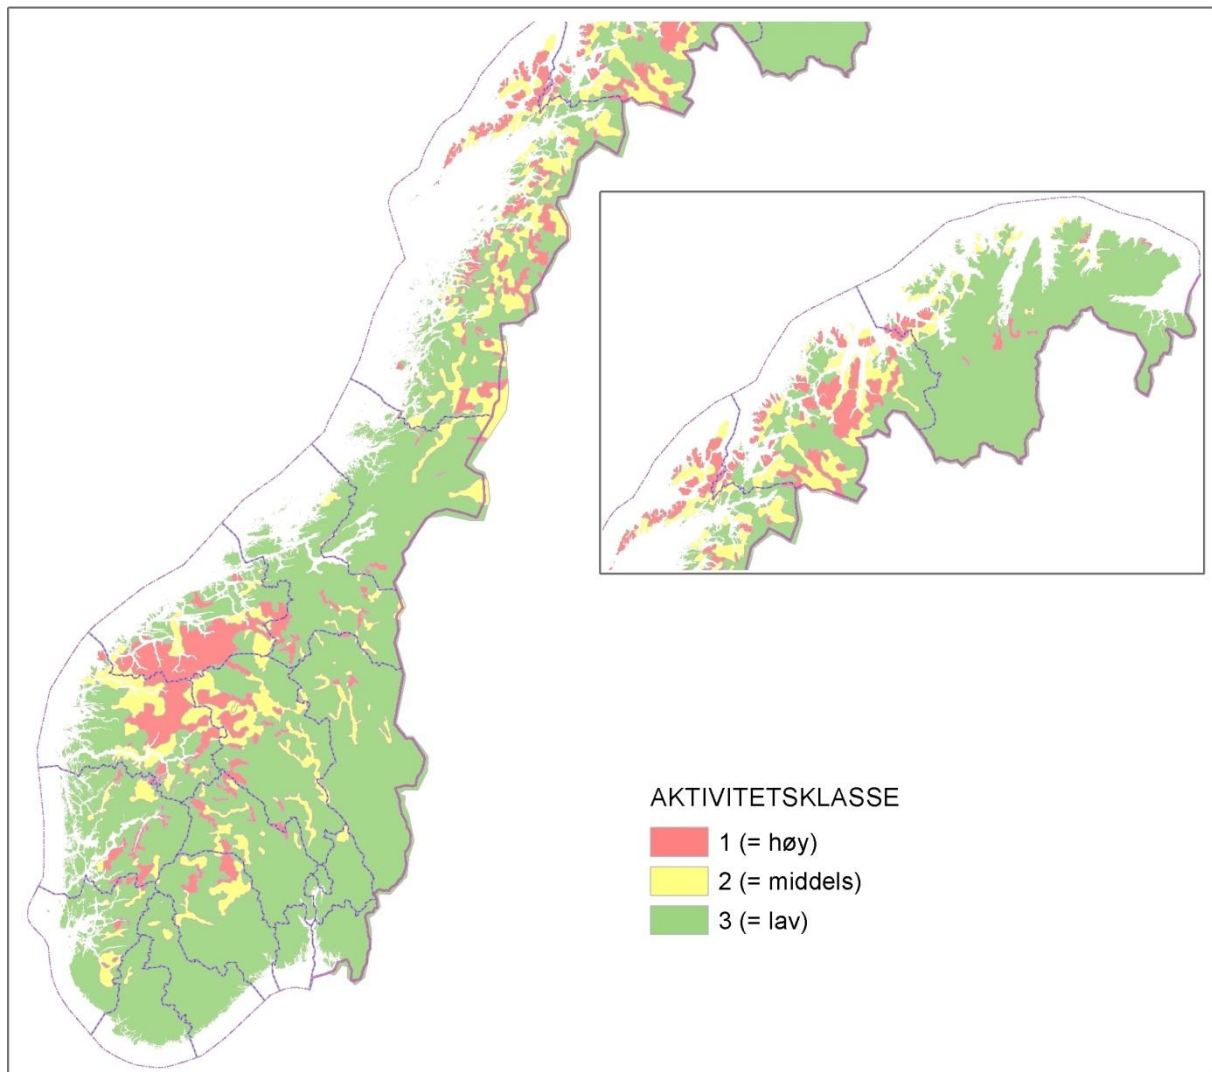 AKTIVITETSKLASSE
1 (= høy)
2 (= middels)
3 (= lav)